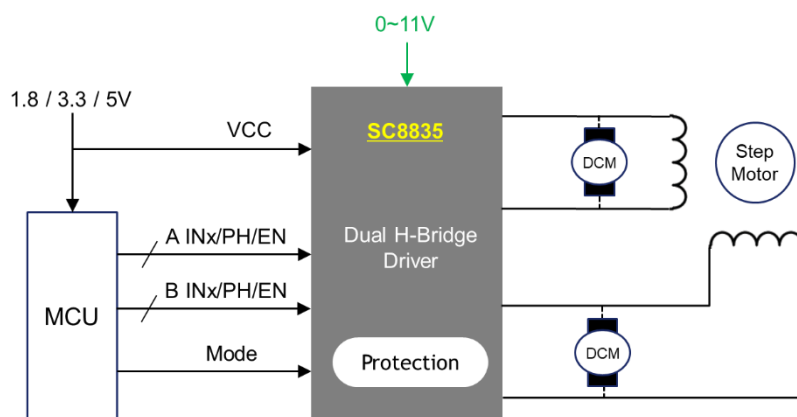 0~11V
1.8 / 3.3 / 5V
VCC
SC8835
DCM
Step
Motor
A INx/PH/EN
Dual H-Bridge
Driver
B INx/PH/EN
MCU
Mode
Protection
DCM